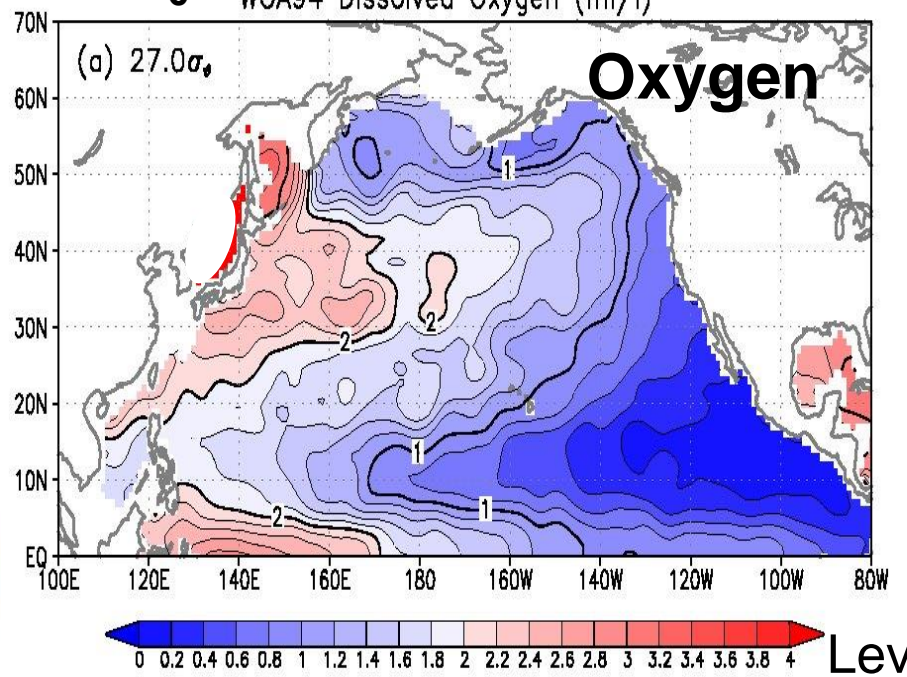 WOA94 Dissolved Oxygen (ml/l)
70N
(a) 27.0σθ
Oxygen
60N
50N
1
40N
30N
2
2
20N
1
10N
2
1
EQ
100E 120E 140E 160E 180 160W 140W 120W 100W 80W
0 0.2 0.4 0.6 0.8 1 1.2 1.4 1.6 1.8 2 2.2 2.4 2.6 2.8 3 3.2 3.4 3.6 3.8 4
Lev